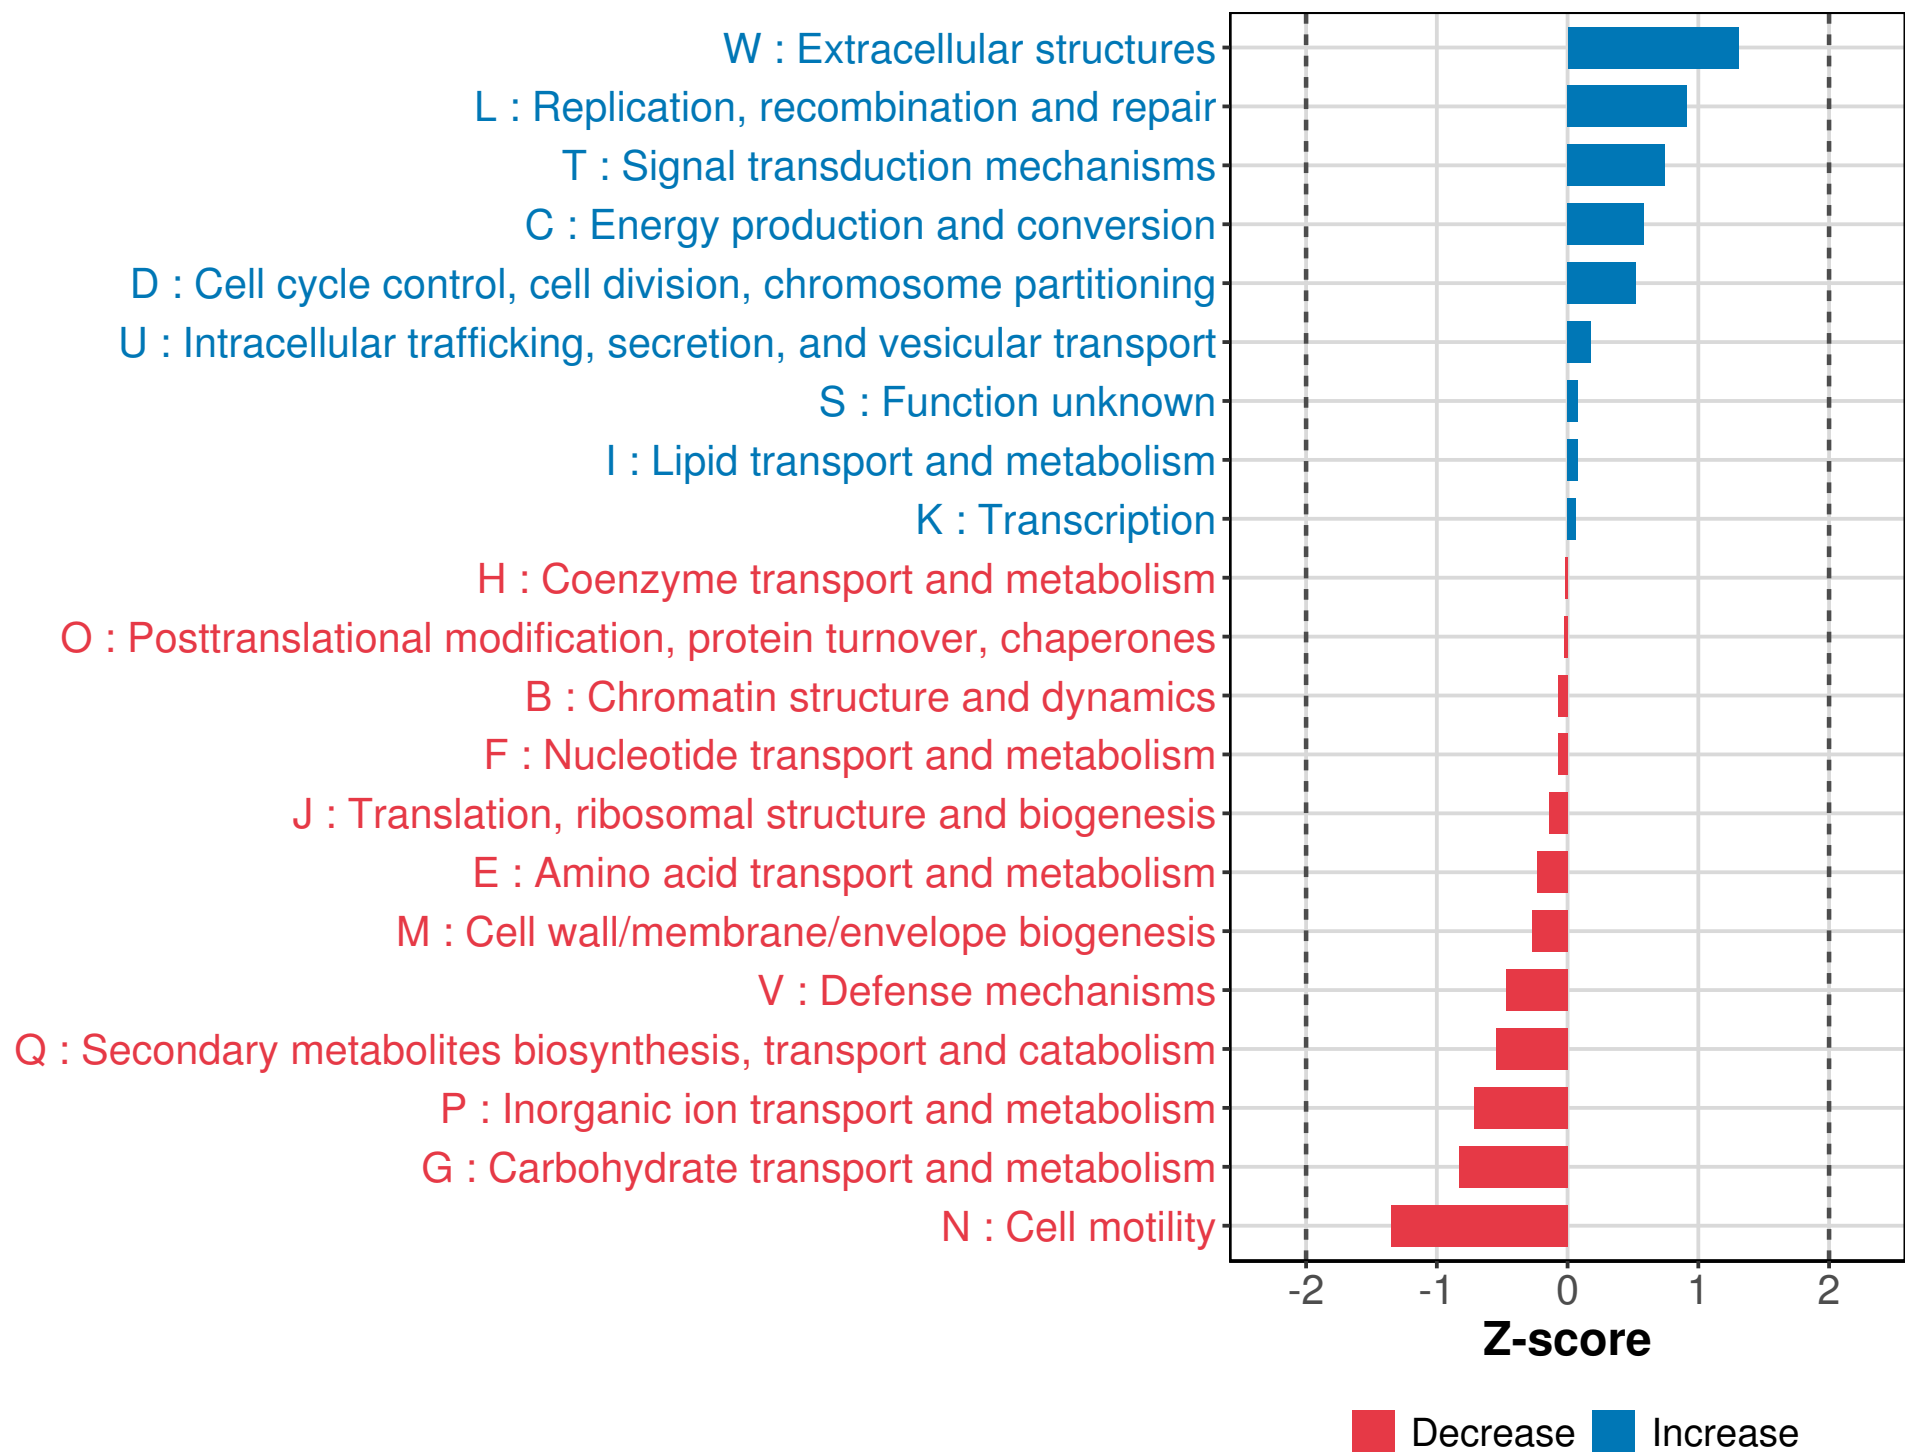 W : Extracellular structures
L : Replication, recombination and repair
T : Signal transduction mechanisms
C : Energy production and conversion
D : Cell cycle control, cell division, chromosome partitioning
U : Intracellular trafficking, secretion, and vesicular transport
S : Function unknown
I : Lipid transport and metabolism
K : Transcription
H : Coenzyme transport and metabolism
O : Posttranslational modification, protein turnover, chaperones
B : Chromatin structure and dynamics
F : Nucleotide transport and metabolism
J : Translation, ribosomal structure and biogenesis
E : Amino acid transport and metabolism
M : Cell wall/membrane/envelope biogenesis
V : Defense mechanisms
Q : Secondary metabolites biosynthesis, transport and catabolism
P : Inorganic ion transport and metabolism
G : Carbohydrate transport and metabolism
N : Cell motility
-2 -1 0 1 2
Z-score
Decrease Increase